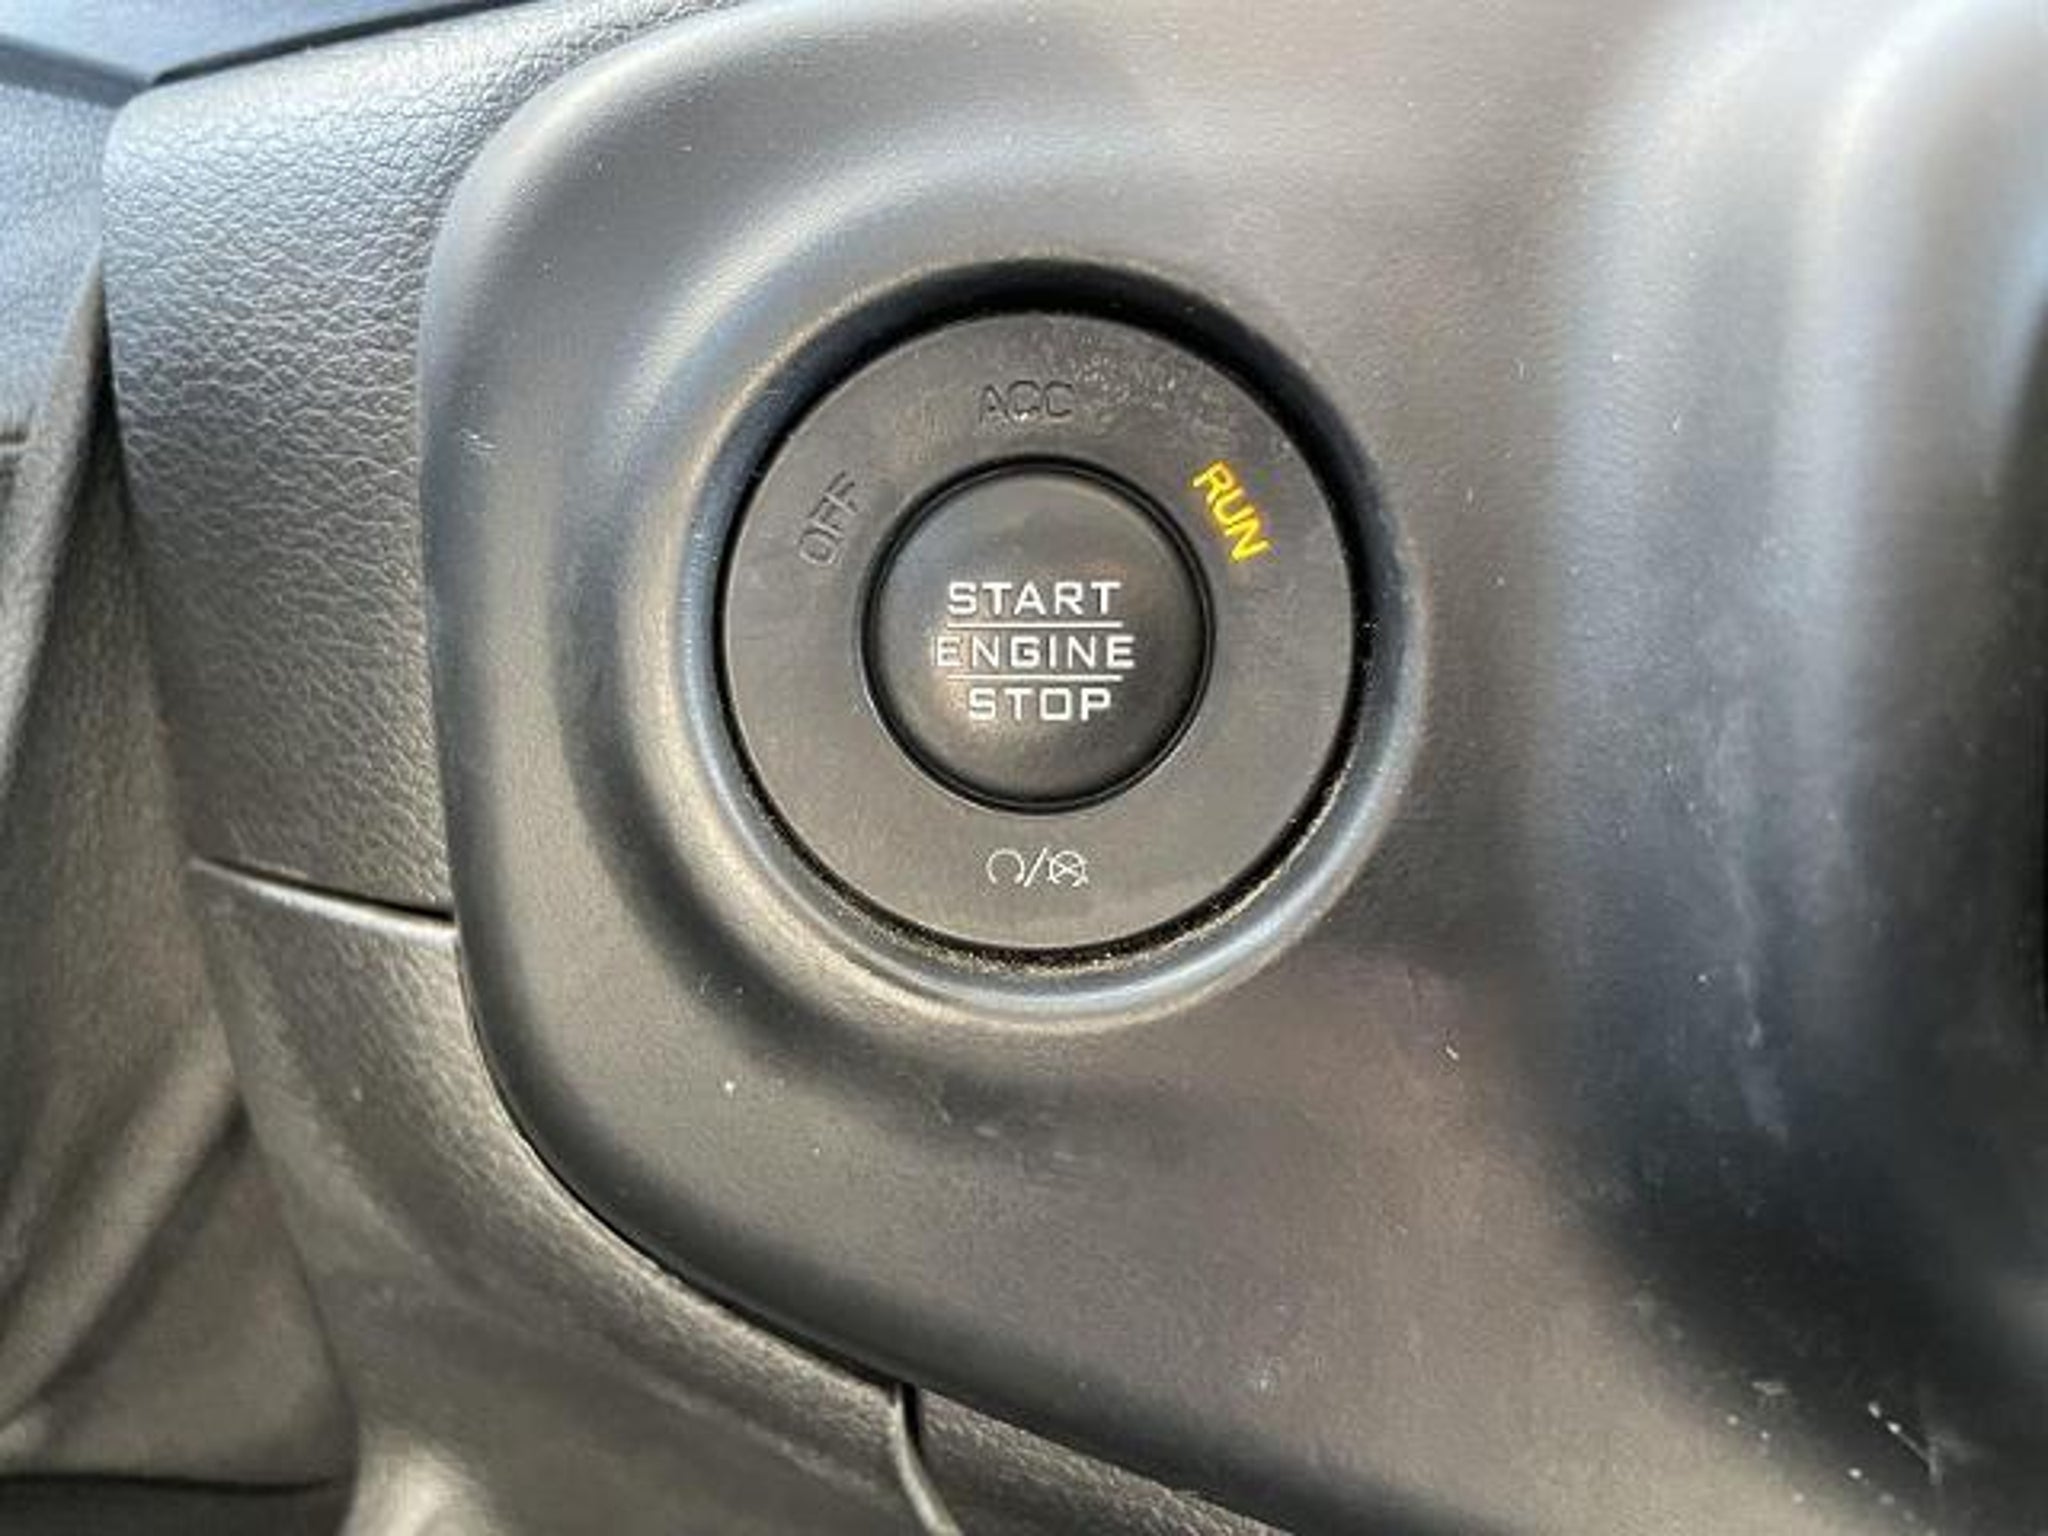 ACC
OFF
RUN
START
ENGINE
STOP